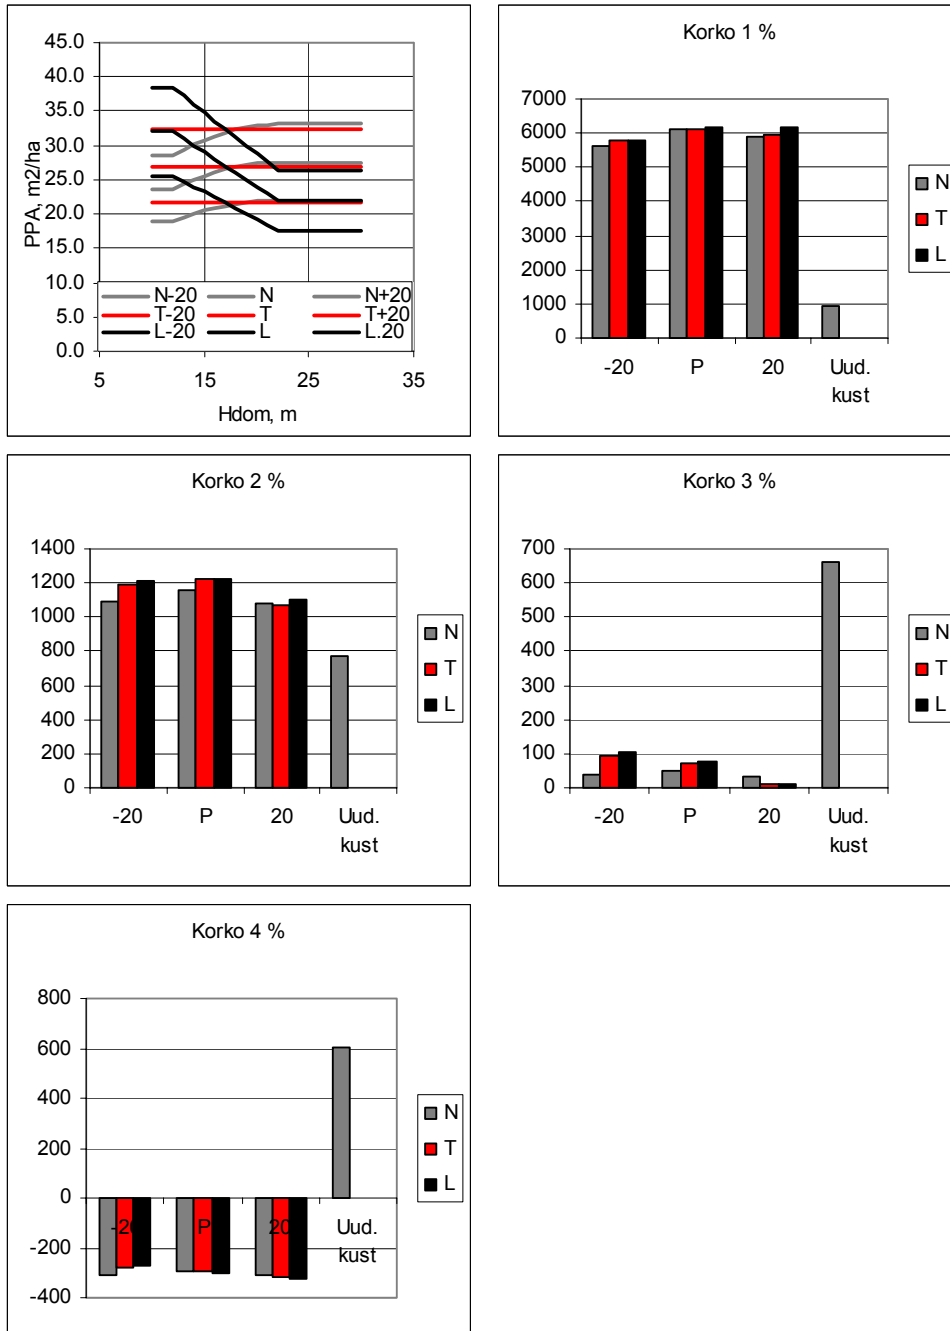 45.0
40.0
35.0
30.0
25.0
20.0
15.0
10.0
5.0
0.0
PPA, m2/ha
N-20 N N+20
T-20 T T+20
L-20 L L.20
5 15 25 35
Hdom, m
Korko 1 %
7000
6000
5000
4000
3000
2000
1000
0
-20 P 20 Uud.
kust
N
T
L
Korko 2 %
1400
1200
1000
800
600
400
200
0
-20 P 20 Uud.
kust
N
T
L
Korko 3 %
700
600
500
400
300
200
100
0
-20 P 20 Uud.
kust
N
T
L
Korko 4 %
800
600
400
200
0
-200
-400
-20 P 20 Uud.
kust
N
T
L